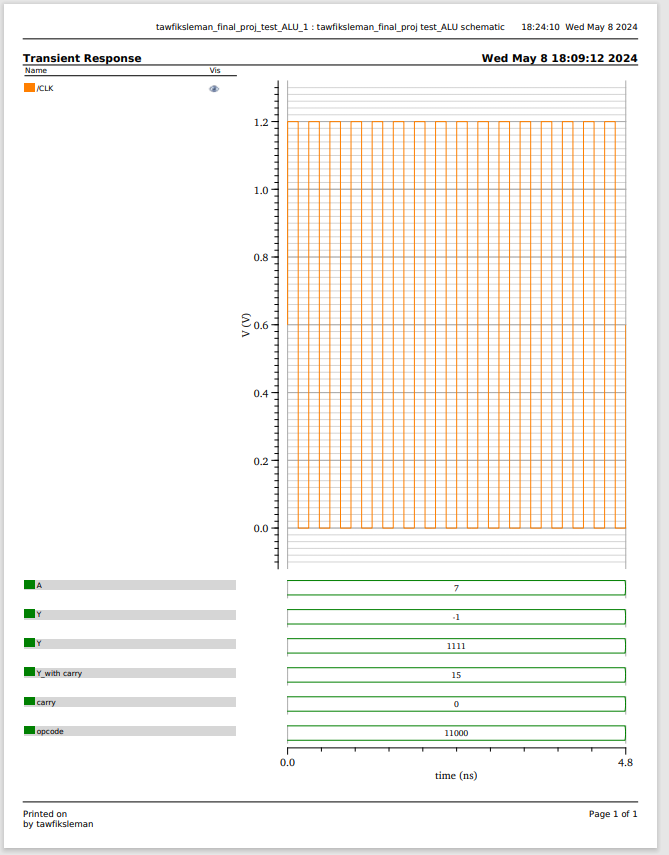 tawfiksleman_final_proj_test_ALU_1 : tawfiksleman_final_proj test_ALU schematic 18:24:10 Wed May 8 2024
Transient Response Wed May 8 18:09:12 2024
Name Vis
/CLK
1.2
1.0
0.8
V (V)
0.6
0.4
0.2
0.0
A 7
Y -1
Y 1111
Y_with carry 15
carry 0
opcode 11000
0.0 4.8
time (ns)
Printed on Page 1 of 1
by tawfiksleman